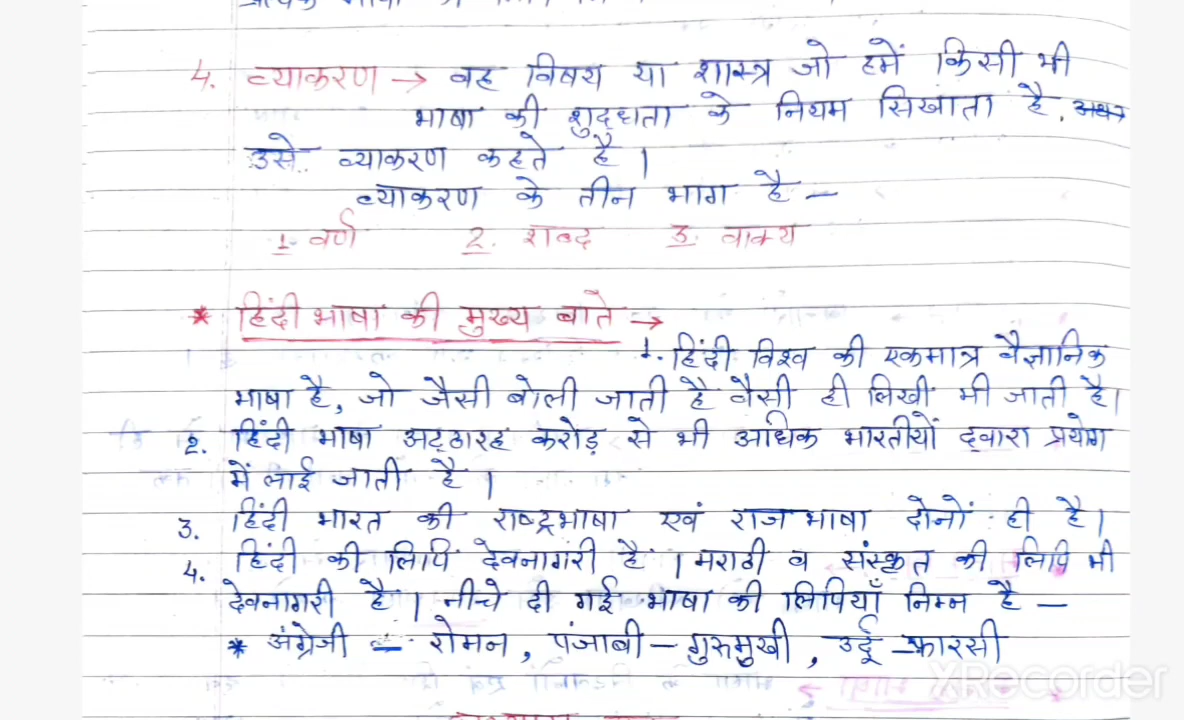 4. व्याकरण → वह विषय या शास्त्र जो हमें किसी भी
भाषा की शुद्धता के नियम सिखाता है.
उसे व्याकरण कहते है।
व्याकरण के तीन भाग है –
1. वर्ण 2. शब्द 3. वाक्य
* हिंदी भाषा की मुख्य बाते →
1. हिंदी विश्व की एकमात्र वैज्ञानिक
भाषा है, जो जैसी बोली जाती है वैसी ही लिखी भी जाती है।
2. हिंदी भाषा अट्ठारह करोड़ से भी अधिक भारतीयों द्वारा प्रयोग
में लाई जाती है।
3. हिंदी भारत की राष्ट्रभाषा एवं राजभाषा दोनों ही है।
4. हिंदी की लिपि देवनागरी है। मराठी व संस्कृत की लिपि भी
देवनागरी है। नीचे दी गई भाषा की लिपियाँ निम्न है –
* अंग्रेजी – रोमन, पंजाबी – गुरुमुखी, उर्दू – फारसी
XRecorder